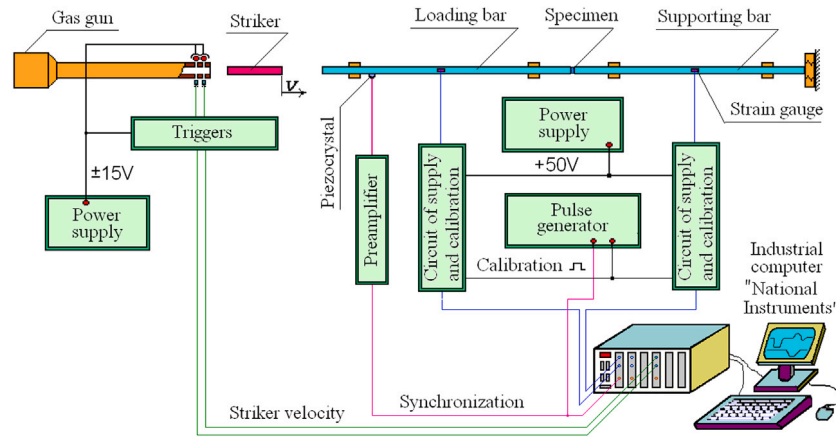 Gas gun
Striker
Loading bar
Specimen
Supporting bar
V
Strain gauge
Triggers
Power
supply
Piezocrystal
±15V
+50V
Power
supply
Preamplifier
Circuit of supply
and calibration
Pulse
generator
Circuit of supply
and calibration
Calibration
Industrial
computer
"National
Instruments"
Striker velocity
Synchronization